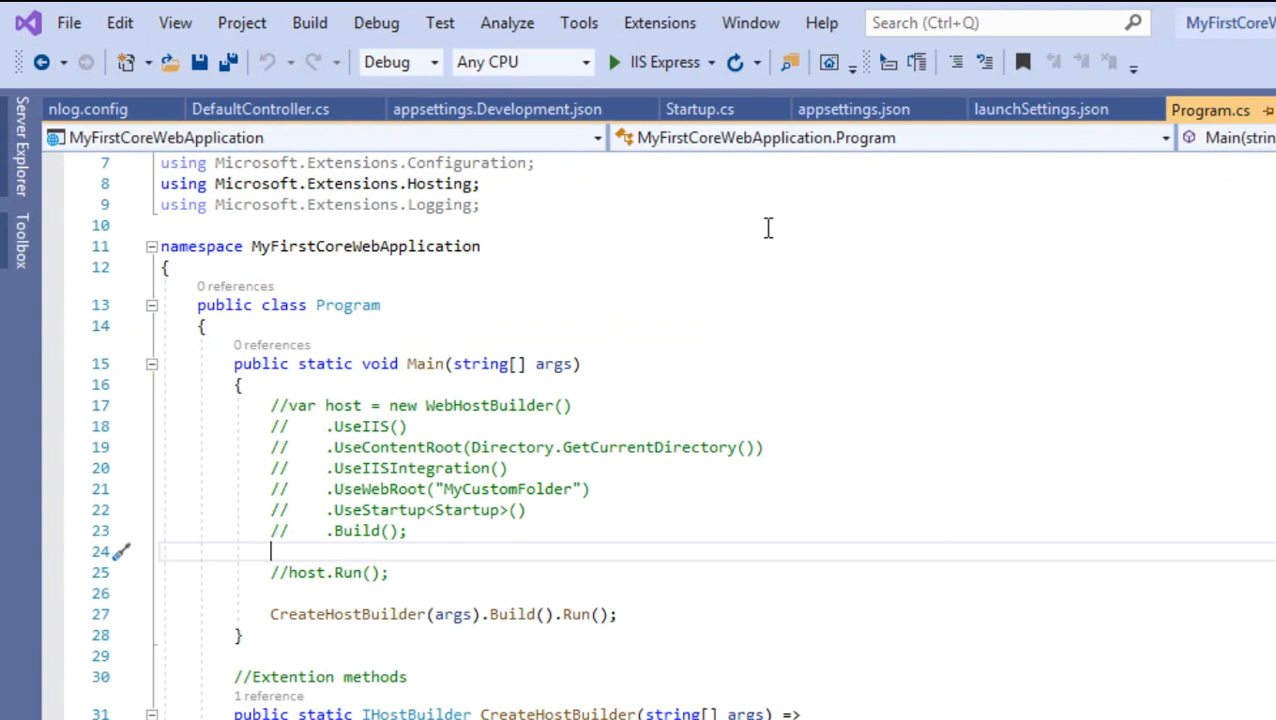 File Edit View Project Build Debug Test Analyze Tools Extensions Window Help Search (Ctrl+Q) MyFirstCoreW
Debug Any CPU IIS Express
Server Explorer
Toolbox
nlog.config DefaultController.cs appsettings.Development.json Startup.cs appsettings.json launchSettings.json Program.cs
MyFirstCoreWebApplication MyFirstCoreWebApplication.Program Main(string
7 using Microsoft.Extensions.Configuration;
8 using Microsoft.Extensions.Hosting;
9 using Microsoft.Extensions.Logging;
10
11 namespace MyFirstCoreWebApplication
12 {
0 references
13 public class Program
14 {
0 references
15 public static void Main(string[] args)
16 {
17 //var host = new WebHostBuilder()
18 // .UseIIS()
19 // .UseContentRoot(Directory.GetCurrentDirectory())
20 // .UseIISIntegration()
21 // .UseWebRoot("MyCustomFolder")
22 // .UseStartup<Startup>()
23 // .Build();
24
25 //host.Run();
26
27 CreateHostBuilder(args).Build().Run();
28 }
29
30 //Extention methods
1 reference
31 public static IHostBuilder CreateHostBuilder(string[] args) =>